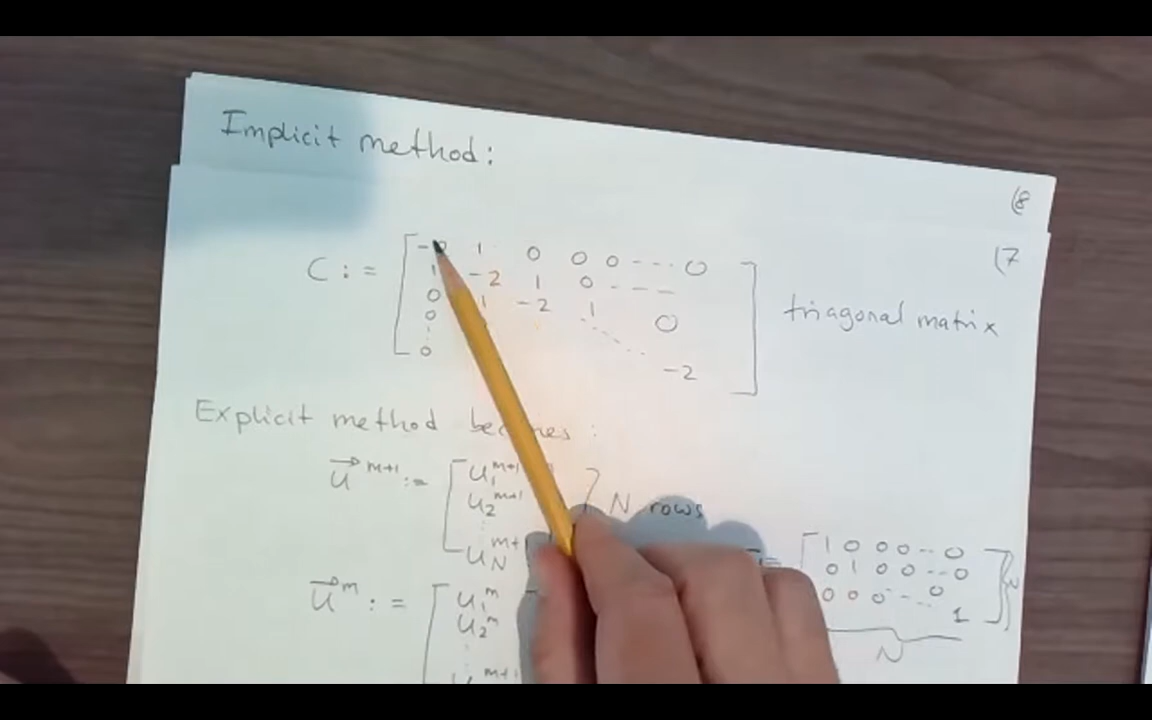 Implicit method:
(8
(7
C := [ - 1 0 0 0 --- 0 ]
1 -2 1 0 ---
0 1 -2 1
0 0
0 -2
triagonal matrix
Explicit method becomes :
u^{m+1} := [ u_1^{m+1}
u_2^{m+1}
u_N^{m+1}
} N rows
= [ 1 0 0 0 -- 0 ]
0 1 0 0 -- 0
0 0 0 -- 0
1
} N
N
u^m := [ u_1^m
u_2^m